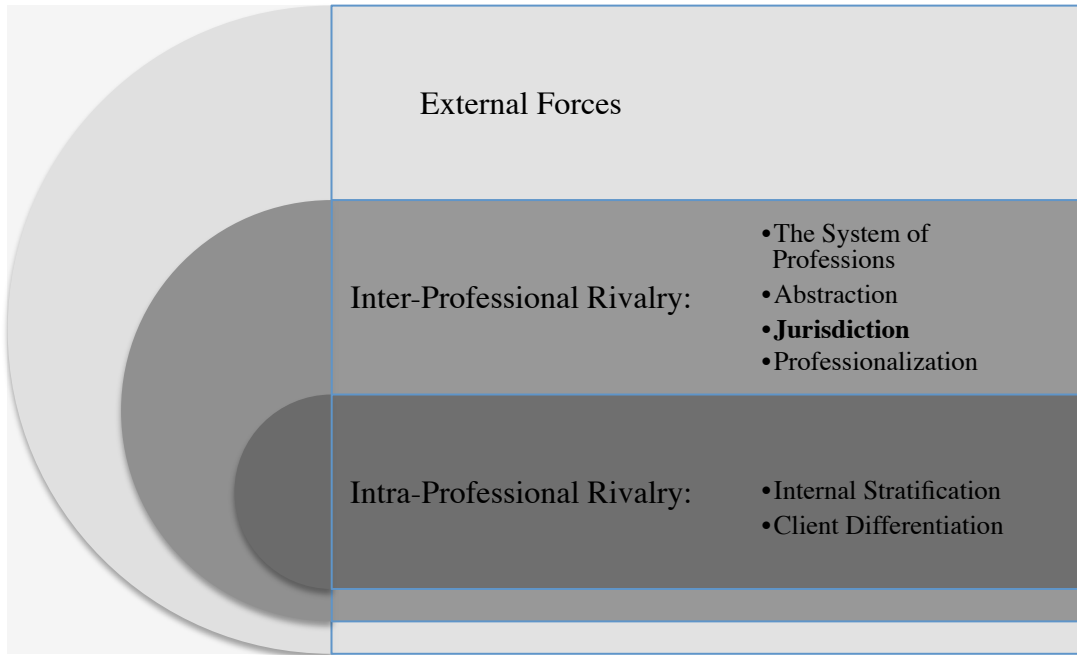 External Forces
Inter-Professional Rivalry:
•The System of
Professions
•Abstraction
•Jurisdiction
•Professionalization
Intra-Professional Rivalry:
•Internal Stratification
•Client Differentiation